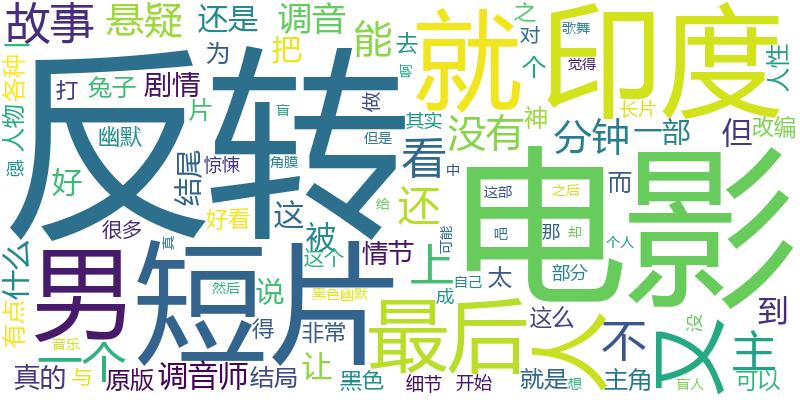 故事 悬疑 还是 调音 能 去 就 印度 之 对 歌舞 觉得 人性
各种 人物 打 兔子 剧情 为 把 个 长片
反转 片 幽默 惊悚 做 但是 其实 没有 神 分钟 一部 但 改编
感 好 结尾 角膜 看 中 电影 而
很多 好看 这 被 还 给 这部 之后 吧 那 却 个人
什么 男 短片 真 这个 情节 上 可能 自己 成 太 部分
有点 然后 说 黑色幽默 最后 这么 人 不 又 没 到
一个 音乐 得 非常 让 主
真的 与 原版 调音师 结局 黑色 细节 开始 就是 想 主角 盲人 可以